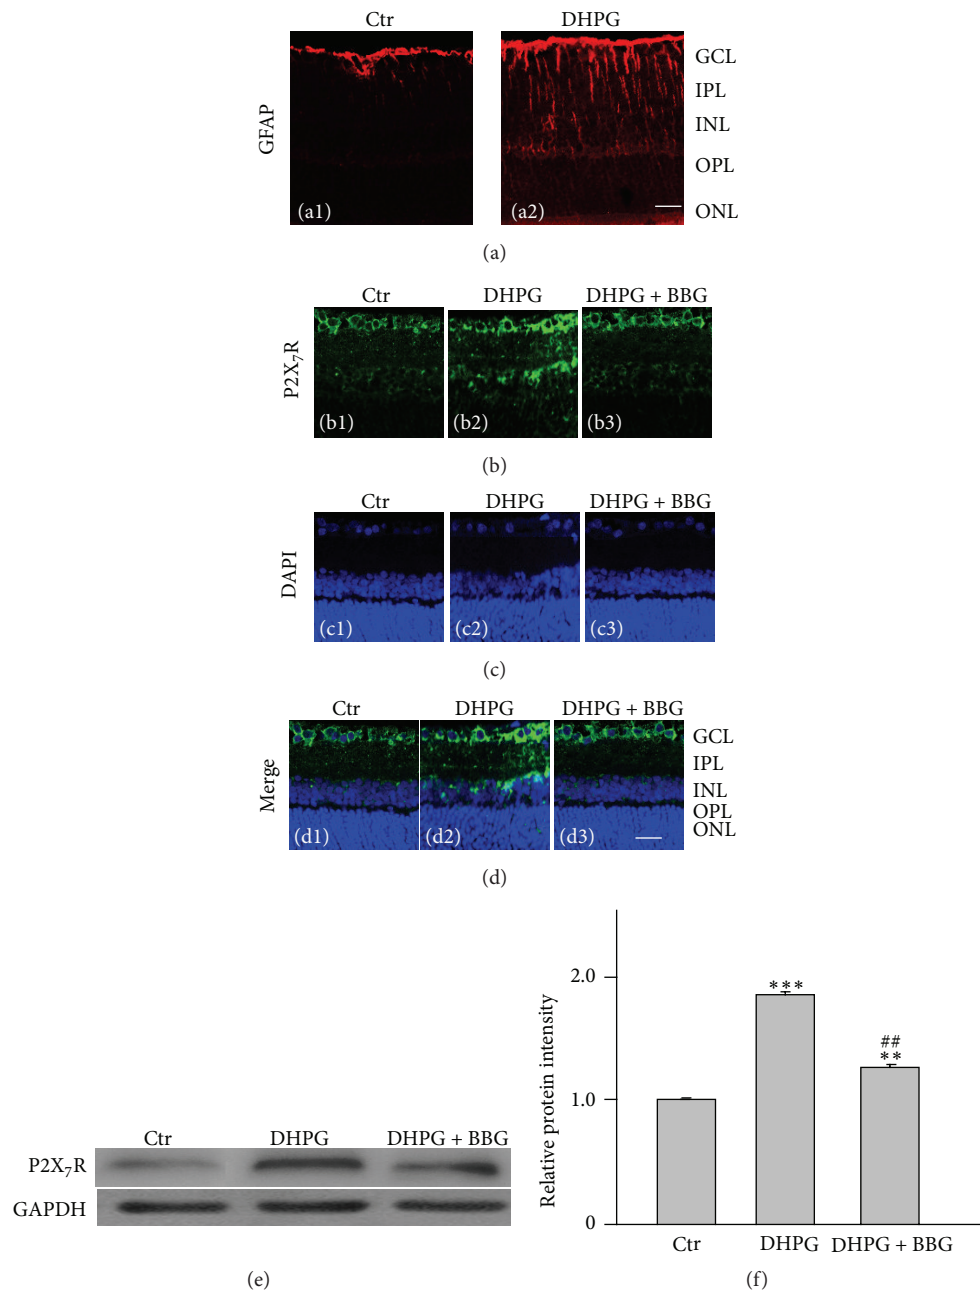 Ctr DHPG
GFAP
GCL
IPL
INL
OPL
ONL
(a1) (a2)
(a)
Ctr DHPG DHPG + BBG
P2X₇R
(b1) (b2) (b3)
(b)
Ctr DHPG DHPG + BBG
DAPI
(c1) (c2) (c3)
(c)
Ctr DHPG DHPG + BBG
Merge
GCL
IPL
INL
OPL
ONL
(d1) (d2) (d3)
(d)
Ctr DHPG DHPG + BBG
P2X₇R
GAPDH
(e)
Relative protein intensity
2.0
1.0
0
***
##
**
Ctr DHPG DHPG + BBG
(f)